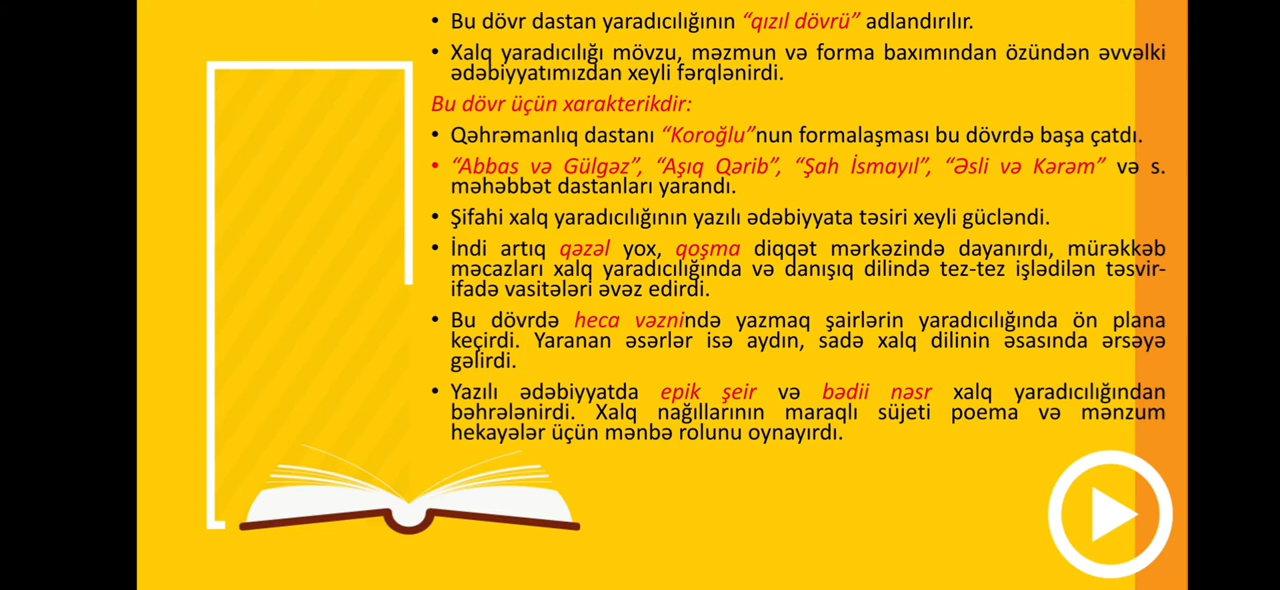 • Bu dövr dastan yaradıcılığının “qızıl dövrü” adlandırılır.
• Xalq yaradıcılığı mövzu, məzmun və forma baxımından özündən əvvəlki
ədəbiyyatımızdan xeyli fərqlənirdi.
Bu dövr üçün xarakterikdir:
• Qəhrəmanlıq dastanı “Koroğlu”nun formalaşması bu dövrdə başa çatdı.
• “Abbas və Gülgəz”, “Aşıq Qərib”, “Şah İsmayıl”, “Əsli və Kərəm” və s.
məhəbbət dastanları yarandı.
• Şifahi xalq yaradıcılığının yazılı ədəbiyyata təsiri xeyli gücləndi.
• İndi artıq qəzəl yox, qoşma diqqət mərkəzində dayanırdı, mürəkkəb
məcazları xalq yaradıcılığında və danışıq dilində tez-tez işlədilən təsvir-
ifadə vasitələri əvəz edirdi.
• Bu dövrdə heca vəznində yazmaq şairlərin yaradıcılığında ön plana
keçirdi. Yaranan əsərlər isə aydın, sadə xalq dilinin əsasında ərsəyə
gəlirdi.
• Yazılı ədəbiyyatda epik şeir və bədii nəsr xalq yaradıcılığından
bəhrələnirdi. Xalq nağıllarının maraqlı süjeti poema və mənzum
hekayələr üçün mənbə rolunu oynayırdı.